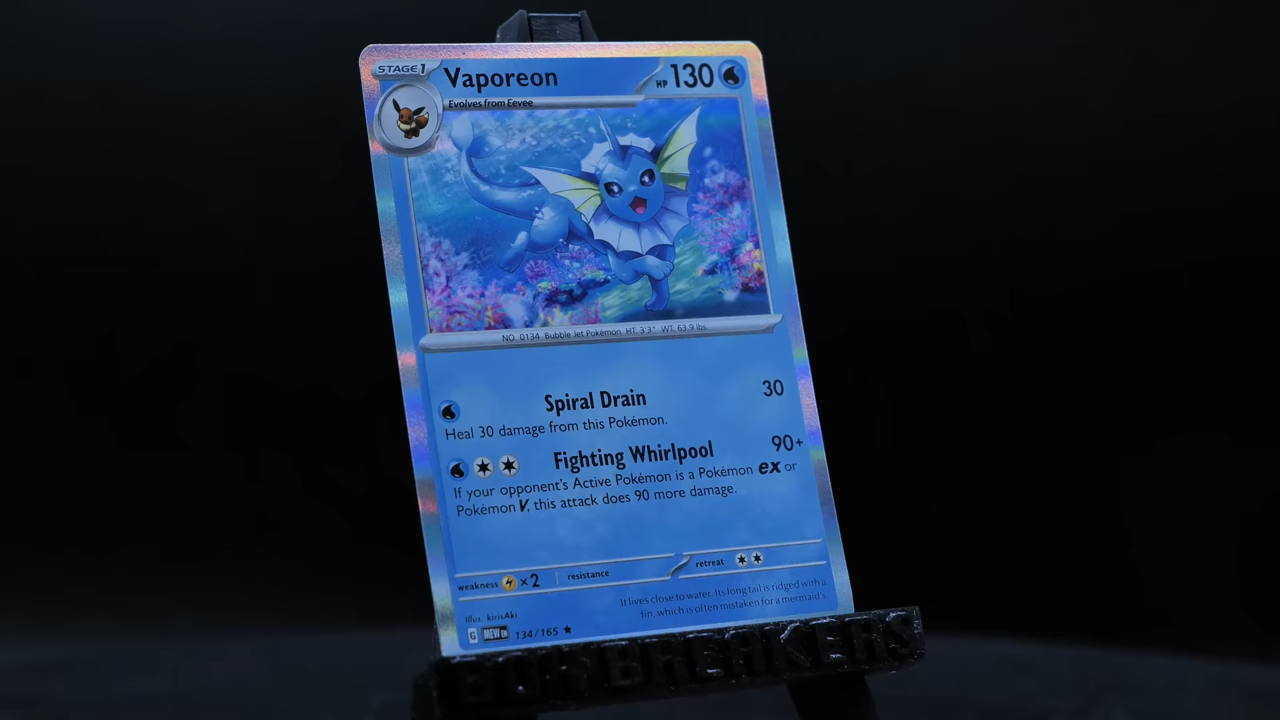 STAGE1
Vaporeon
HP 130
Evolves from Eevee
NO. 0134 Bubble Jet Pokémon HT. 3'3" WT. 63.9 lbs.
Spiral Drain 30
Heal 30 damage from this Pokémon.
Fighting Whirlpool 90+
If your opponent's Active Pokémon is a Pokémon ex or
Pokémon V, this attack does 90 more damage.
weakness ×2 resistance retreat
It lives close to water. Its long tail is ridged with a
fin, which is often mistaken for a mermaid's.
Illus. kirisAki
G MEW EN 134/165
BOXBREAKERS